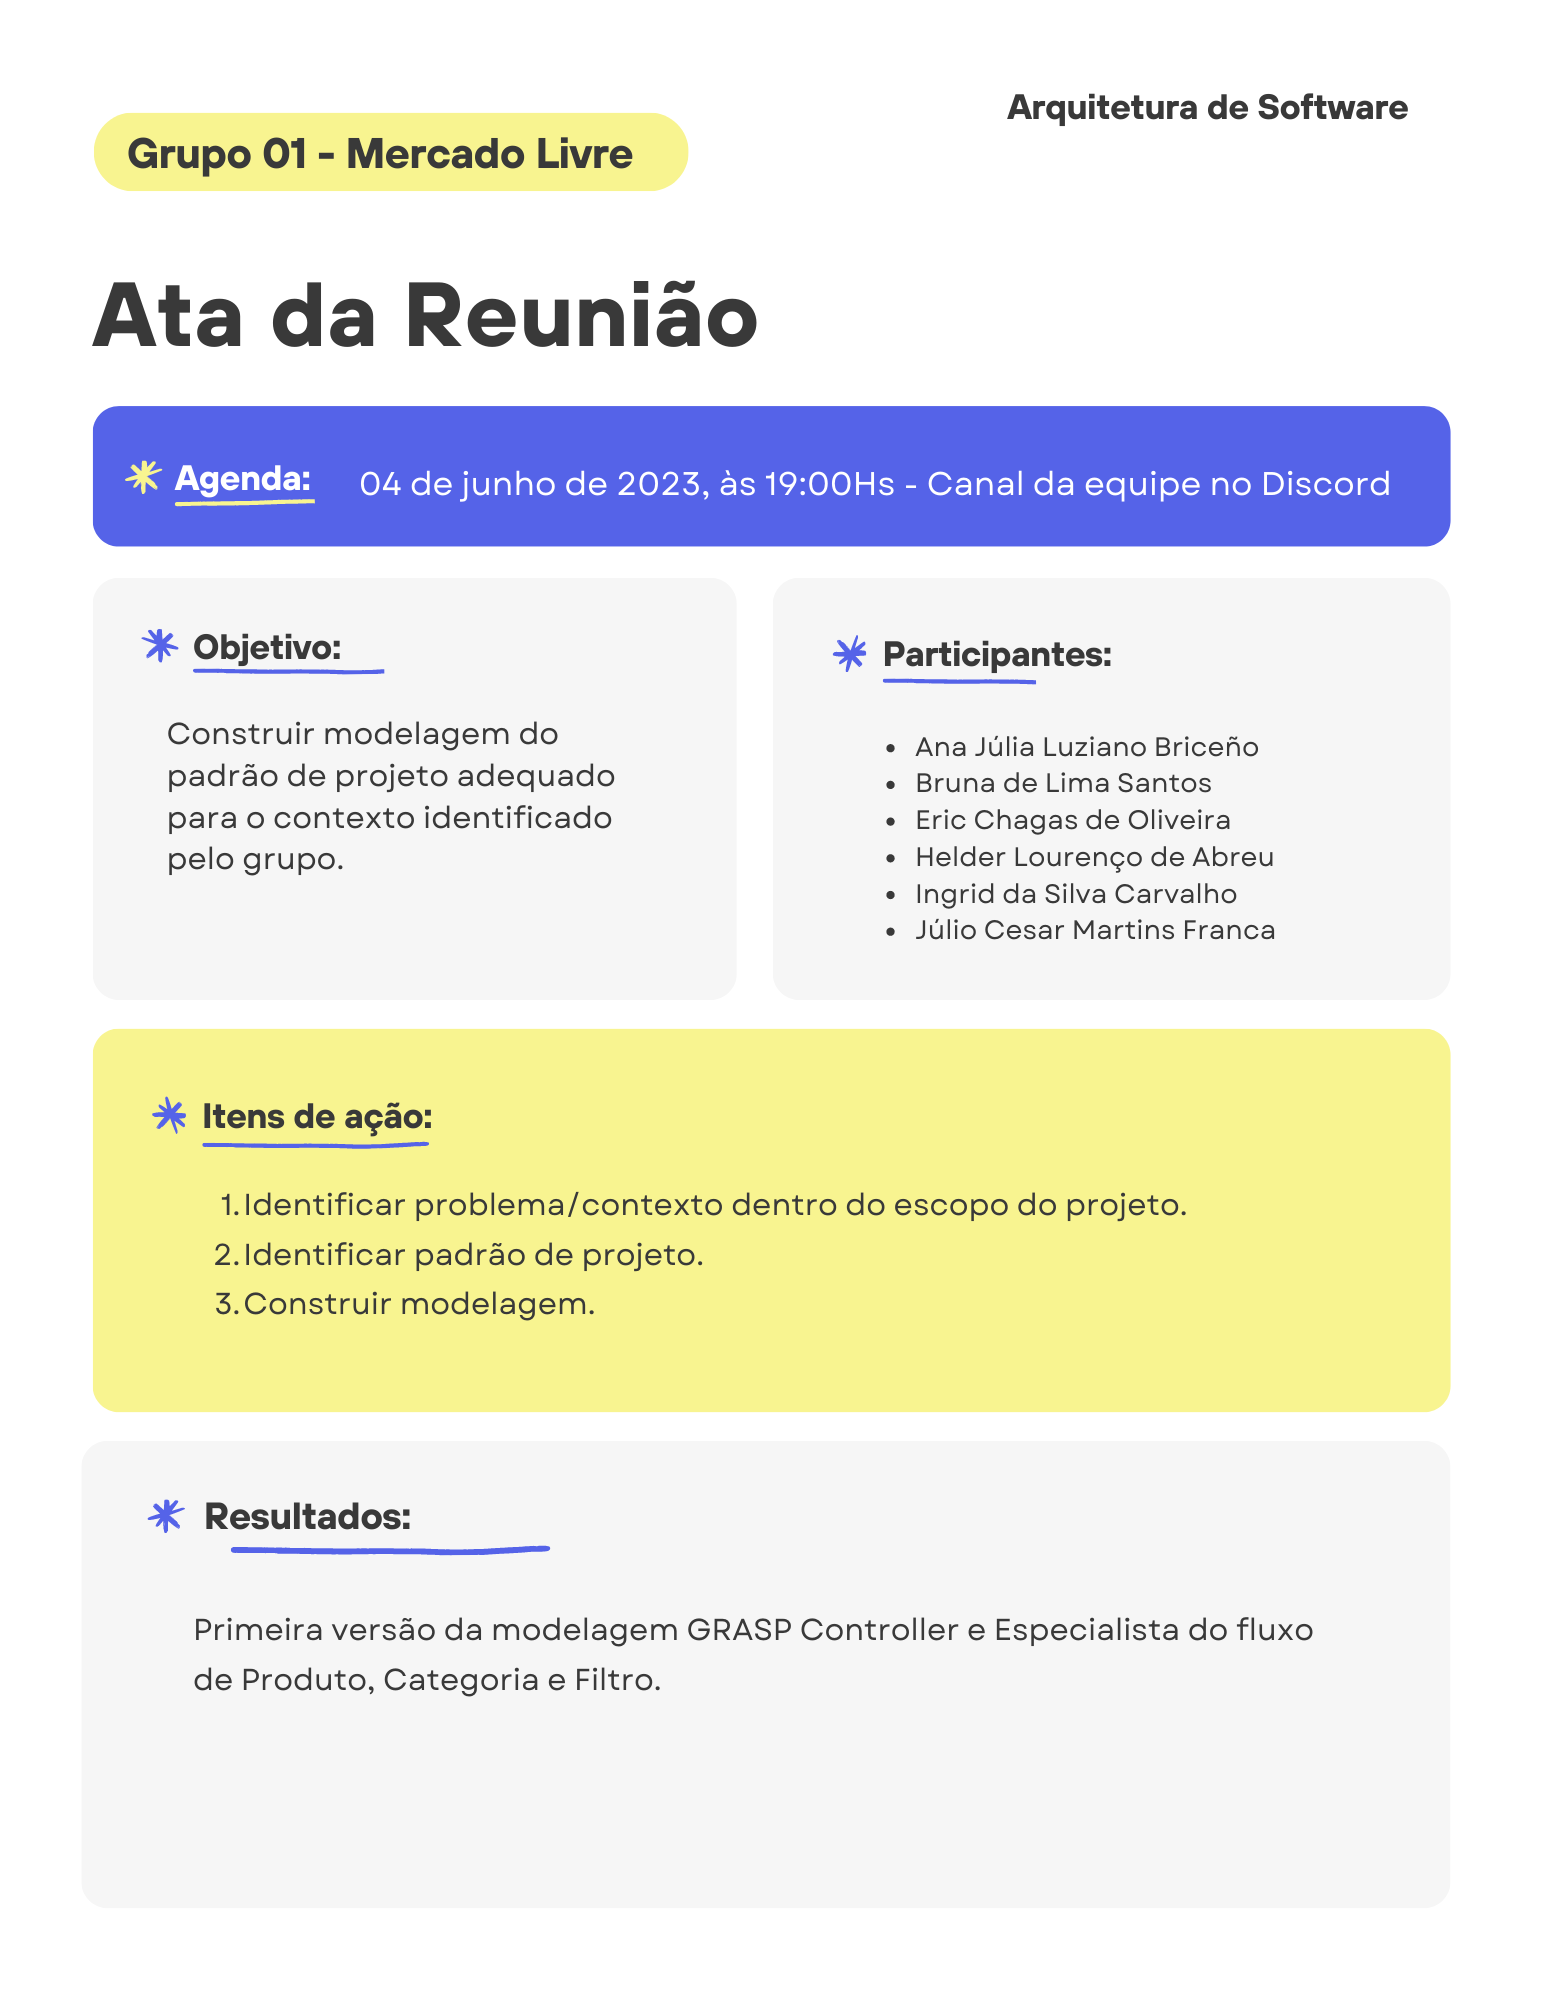 Arquitetura de Software
Grupo 01 - Mercado Livre
Ata da Reunião
Agenda: 04 de junho de 2023, às 19:00Hs - Canal da equipe no Discord
Objetivo:
Construir modelagem do
padrão de projeto adequado
para o contexto identificado
pelo grupo.
Participantes:
• Ana Júlia Luziano Briceño
• Bruna de Lima Santos
• Eric Chagas de Oliveira
• Helder Lourenço de Abreu
• Ingrid da Silva Carvalho
• Júlio Cesar Martins Franca
Itens de ação:
1. Identificar problema/contexto dentro do escopo do projeto.
2. Identificar padrão de projeto.
3. Construir modelagem.
Resultados:
Primeira versão da modelagem GRASP Controller e Especialista do fluxo
de Produto, Categoria e Filtro.